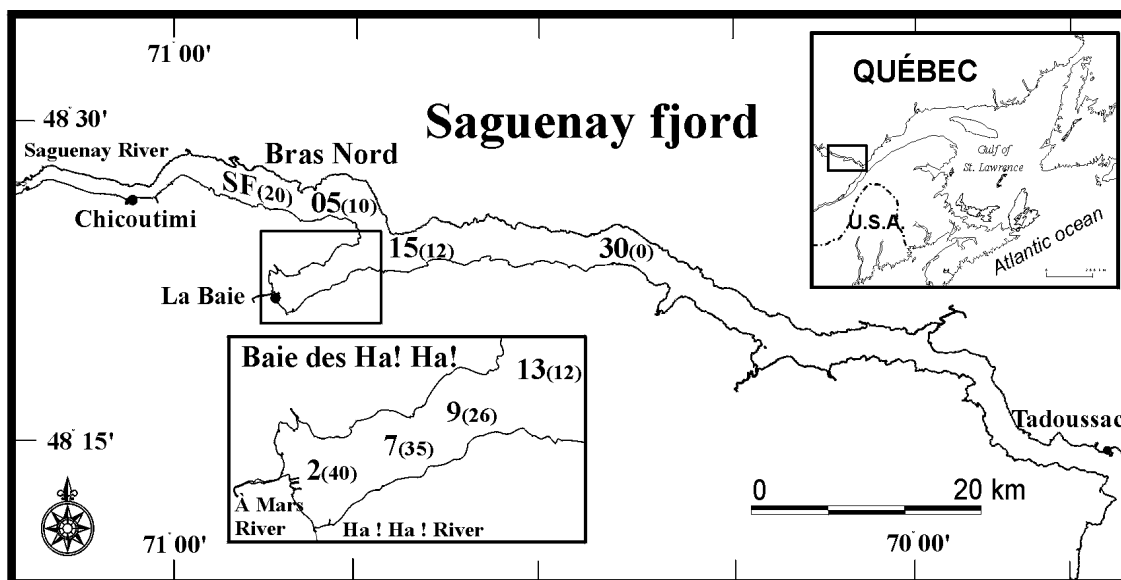 71°00'
QUÉBEC
Gulf of
St. Lawrence
U.S.A.
Atlantic ocean
0
48°30'
Saguenay fjord
Saguenay River
Bras Nord
SF(20)
05(10)
Chicoutimi
15(12)
30(0)
La Baie
Baie des Ha! Ha!
13(12)
9(26)
7(35)
2(40)
À Mars
River
Ha ! Ha ! River
48°15'
Tadoussac
0 20 km
71°00'
70°00'